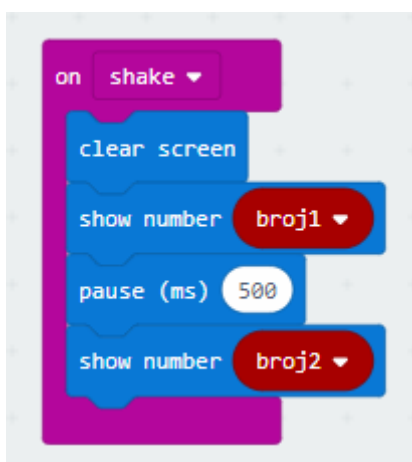 on shake
clear screen
show number broj1
pause (ms) 500
show number broj2